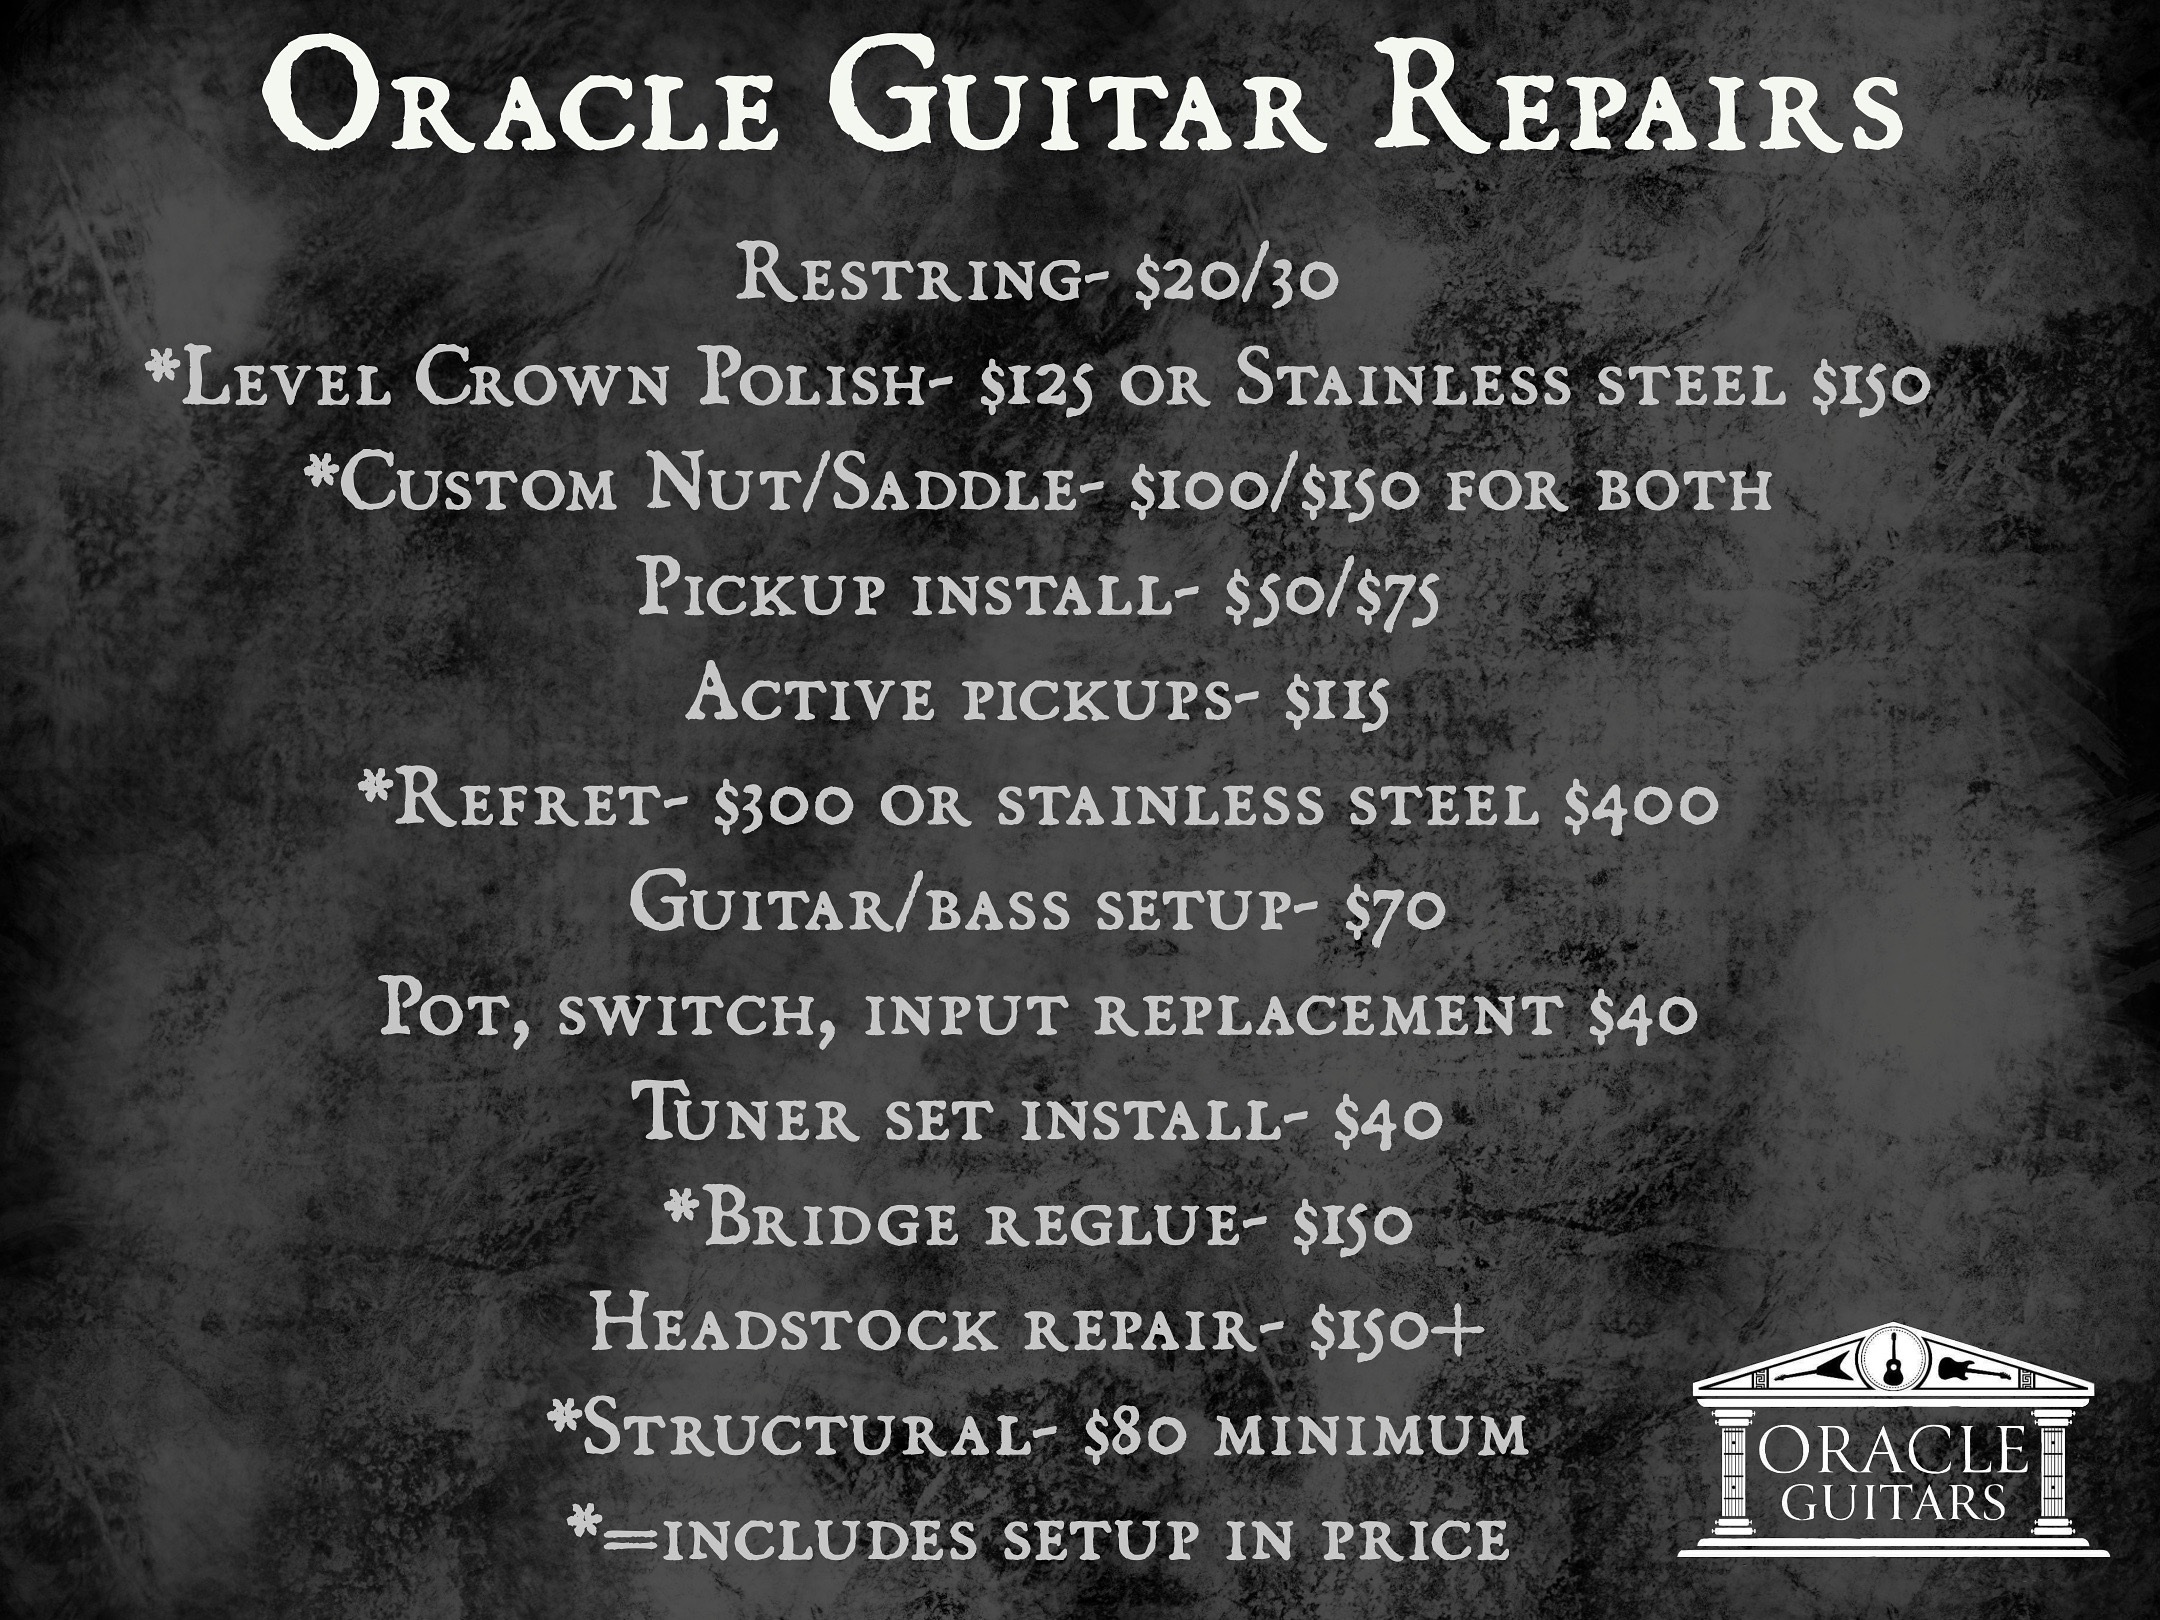 Oracle Guitar Repairs
Restring- $20/30
*Level Crown Polish- $125 or Stainless steel $150
*Custom Nut/Saddle- $100/$150 for both
Pickup install- $50/$75
Active pickups- $115
*Refret- $300 or stainless steel $400
Guitar/bass setup- $70
Pot, switch, input replacement $40
Tuner set install- $40
*Bridge reglue- $150
Headstock repair- $150+
*Structural- $80 minimum
*=includes setup in price
ORACLE
GUITARS